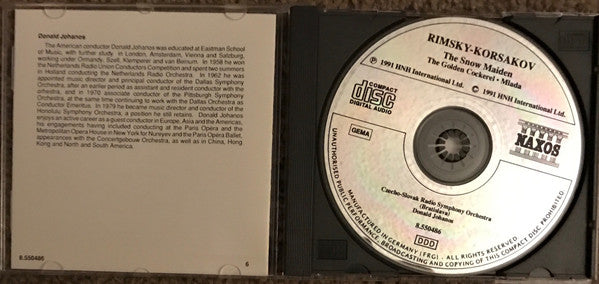 Donald Johanos
The American conductor Donald Johanos was educated at Eastman School
of Music, with further study, in London, Amsterdam, Vienna and Salzburg,
working under Ormandy, Szell, Klemperer and van Beinum. In 1958 he won
the Netherlands Radio Union Conductors Competition and spent two summers
in Holland conducting the Netherlands Radio Orchestra. In 1962 he was
appointed music director and principal conductor of the Dallas Symphony
Orchestra, after an earlier period as assistant and resident conductor with the
orhestra, and in 1970 associate conductor of the Pittsburgh Symphony
Orchestra, at the same time continuing to work with the Dallas Orchestra as
Conductor Emeritus. In 1979 he became music director and conductor of the
Honolulu Symphony Orchestra, a position he still retains. Donald Johanos
enjoys an active career as a guest conductor in Europe, Asia and the Americas,
his engagements having included conducting at the Paris Opera and the
Metropolitan Opera House in New York for Nureyev and the Paris Opera Ballet,
appearances with the Concertgebouw Orchestra, as well as in China, Hong
Kong and North and South America.
8.550486
6
RIMSKY-KORSAKOV
The Snow Maiden
The Golden Cockerel · Mlada
℗ 1991 HNH International Ltd.
© 1991 HNH International Ltd.
COMPACT
disc
DIGITAL AUDIO
GEMA
NAXOS
Czecho-Slovak Radio Symphony Orchestra
(Bratislava)
Donald Johanos
8.550486
DDD
MANUFACTURED IN GERMANY (FRG). ALL RIGHTS RESERVED.
UNAUTHORISED PUBLIC PERFORMANCE, BROADCASTING AND COPYING OF THIS COMPACT DISC PROHIBITED